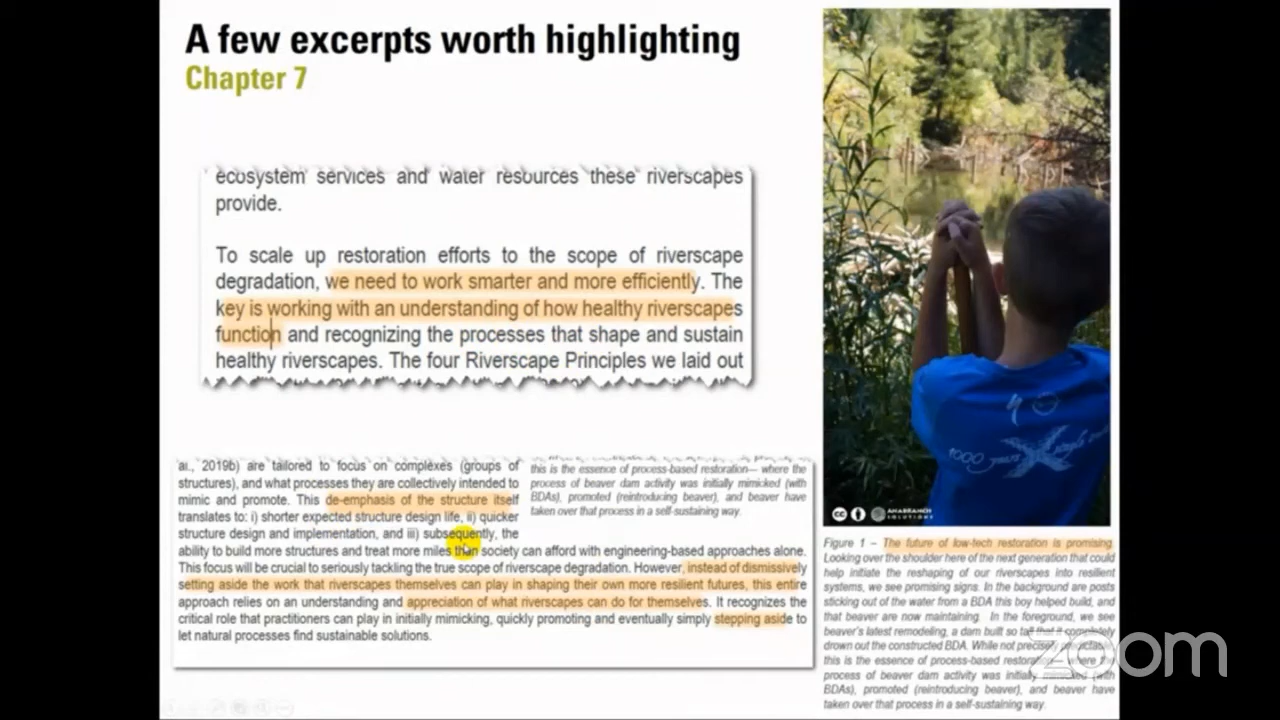 A few excerpts worth highlighting
Chapter 7
ecosystem services and water resources these riverscapes
provide.
To scale up restoration efforts to the scope of riverscape
degradation, we need to work smarter and more efficiently. The
key is working with an understanding of how healthy riverscapes
function and recognizing the processes that shape and sustain
healthy riverscapes. The four Riverscape Principles we laid out
al., 2019b) are tailored to focus on complexes (groups of
structures), and what processes they are collectively intended to
mimic and promote. This de-emphasis of the structure itself
translates to: i) shorter expected structure design life, ii) quicker
structure design and implementation, and iii) subsequently, the
ability to build more structures and treat more miles than society can afford with engineering-based approaches alone.
This focus will be crucial to seriously tackling the true scope of riverscape degradation. However, instead of dismissively
setting aside the work that riverscapes themselves can play in shaping their own more resilient futures, this entire
approach relies on an understanding and appreciation of what riverscapes can do for themselves. It recognizes the
critical role that practitioners can play in initially mimicking, quickly promoting and eventually simply stepping aside to
let natural processes find sustainable solutions.
this is the essence of process-based restoration— where the
process of beaver dam activity was initially mimicked (with
BDAs), promoted (reintroducing beaver), and beaver have
taken over that process in a self-sustaining way.
1000 years
cc
ANABRANCH
SOLUTIONS
Figure 1 – The future of low-tech restoration is promising.
Looking over the shoulder here of the next generation that could
help initiate the reshaping of our riverscapes into resilient
systems, we see promising signs. In the background are posts
sticking out of the water from a BDA this boy helped build, and
that beaver are now maintaining. In the foreground, we see
beaver's latest remodeling, a dam built so tall that it completely
drown out the constructed BDA. While not precisely predictable
this is the essence of process-based restoration— where the
process of beaver dam activity was initially mimicked (with
BDAs), promoted (reintroducing beaver), and beaver have
taken over that process in a self-sustaining way.
zoom